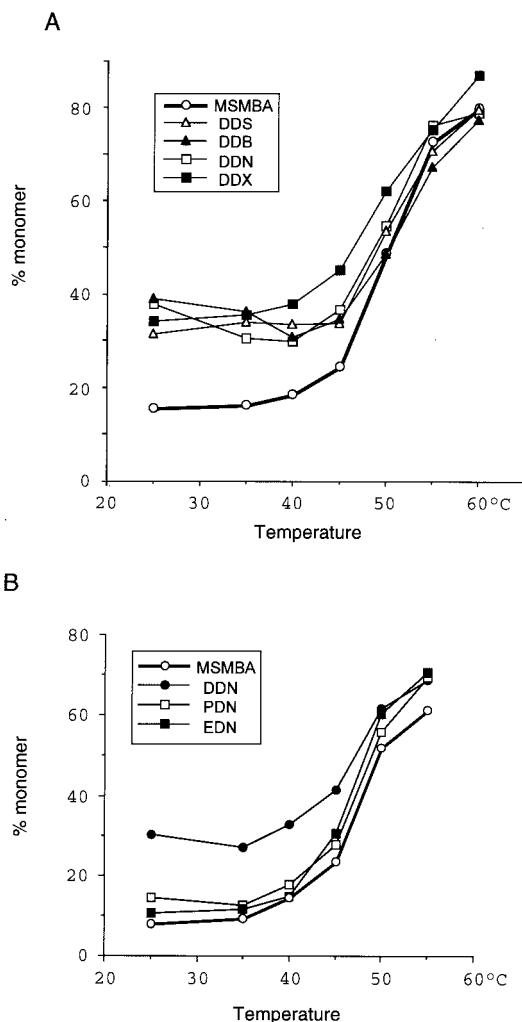 A
80
60
40
20
0
% monomer
MSMBA
DDS
DDB
DDN
DDX
20 30 40 50 60°C
Temperature
B
80
60
40
20
0
% monomer
MSMBA
DDN
PDN
EDN
20 30 40 50 60°C
Temperature